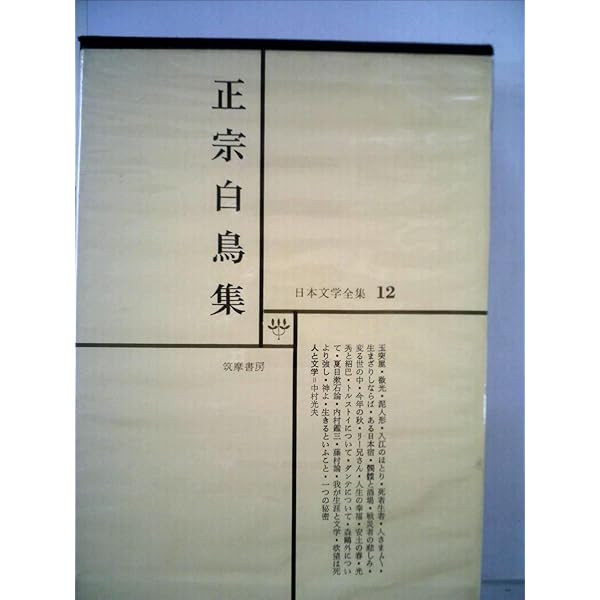 正宗白鳥集
日本文学全集 12
筑摩書房
玉突屋・微光・泥人形・入江のほとり・死者生者・人さまざま・
生まざりしならば・ある日本宿・髑髏と酒場・戦災者の悲しみ・
変る世の中・今年の秋・リー兄さん・人生の幸福・安土の春・光
秀と紹巴・トルストイについて・ダンテについて・森鷗外につい
て・夏目漱石論・内村鑑三・藤村論・我が生涯と文学・欲望は死
より強し・神よ・生きるといふこと・一つの秘密
人と文学=中村光夫